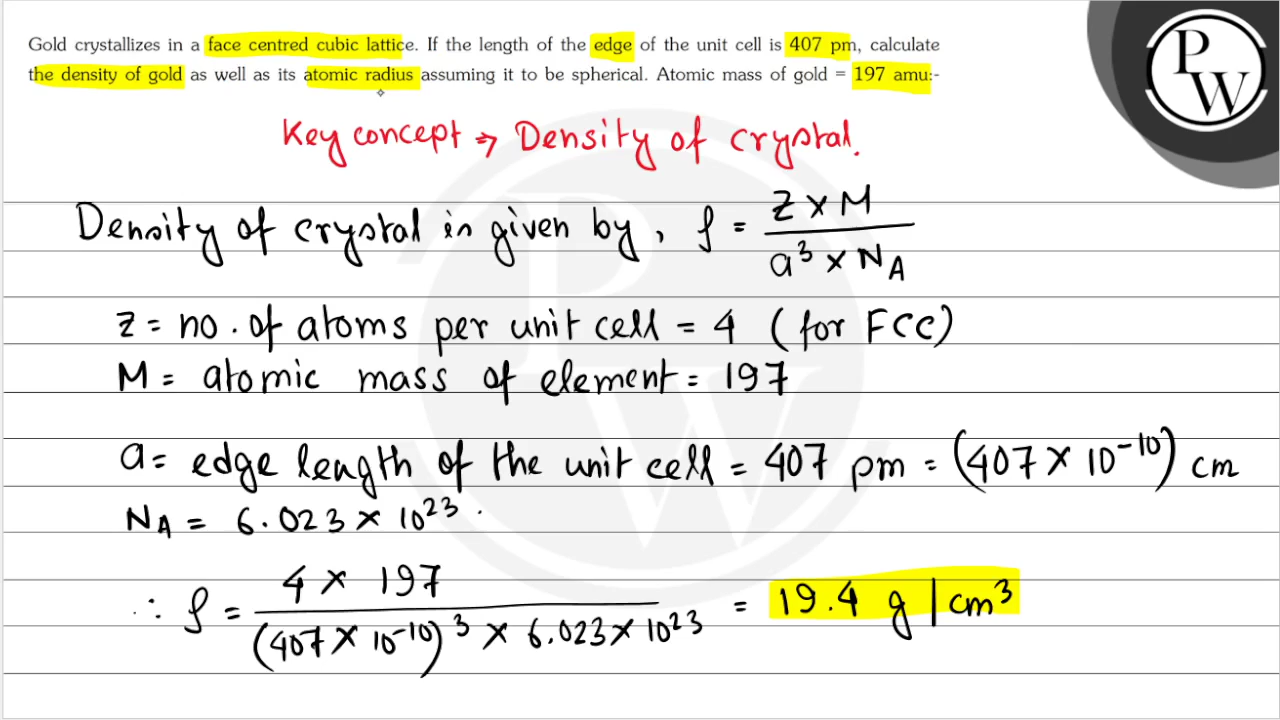 Gold crystallizes in a face centred cubic lattice. If the length of the edge of the unit cell is 407 pm, calculate
the density of gold as well as its atomic radius assuming it to be spherical. Atomic mass of gold = 197 amu:-
PW
Key concept → Density of crystal.
Density of crystal is given by, ρ = Z × M / a³ × N_A
Z = no. of atoms per unit cell = 4 (for FCC)
M = atomic mass of element = 197
a = edge length of the unit cell = 407 pm = (407 × 10⁻¹⁰) cm
N_A = 6.023 × 10²³.
∴ ρ = 4 × 197 / (407 × 10⁻¹⁰)³ × 6.023 × 10²³ = 19.4 g/cm³